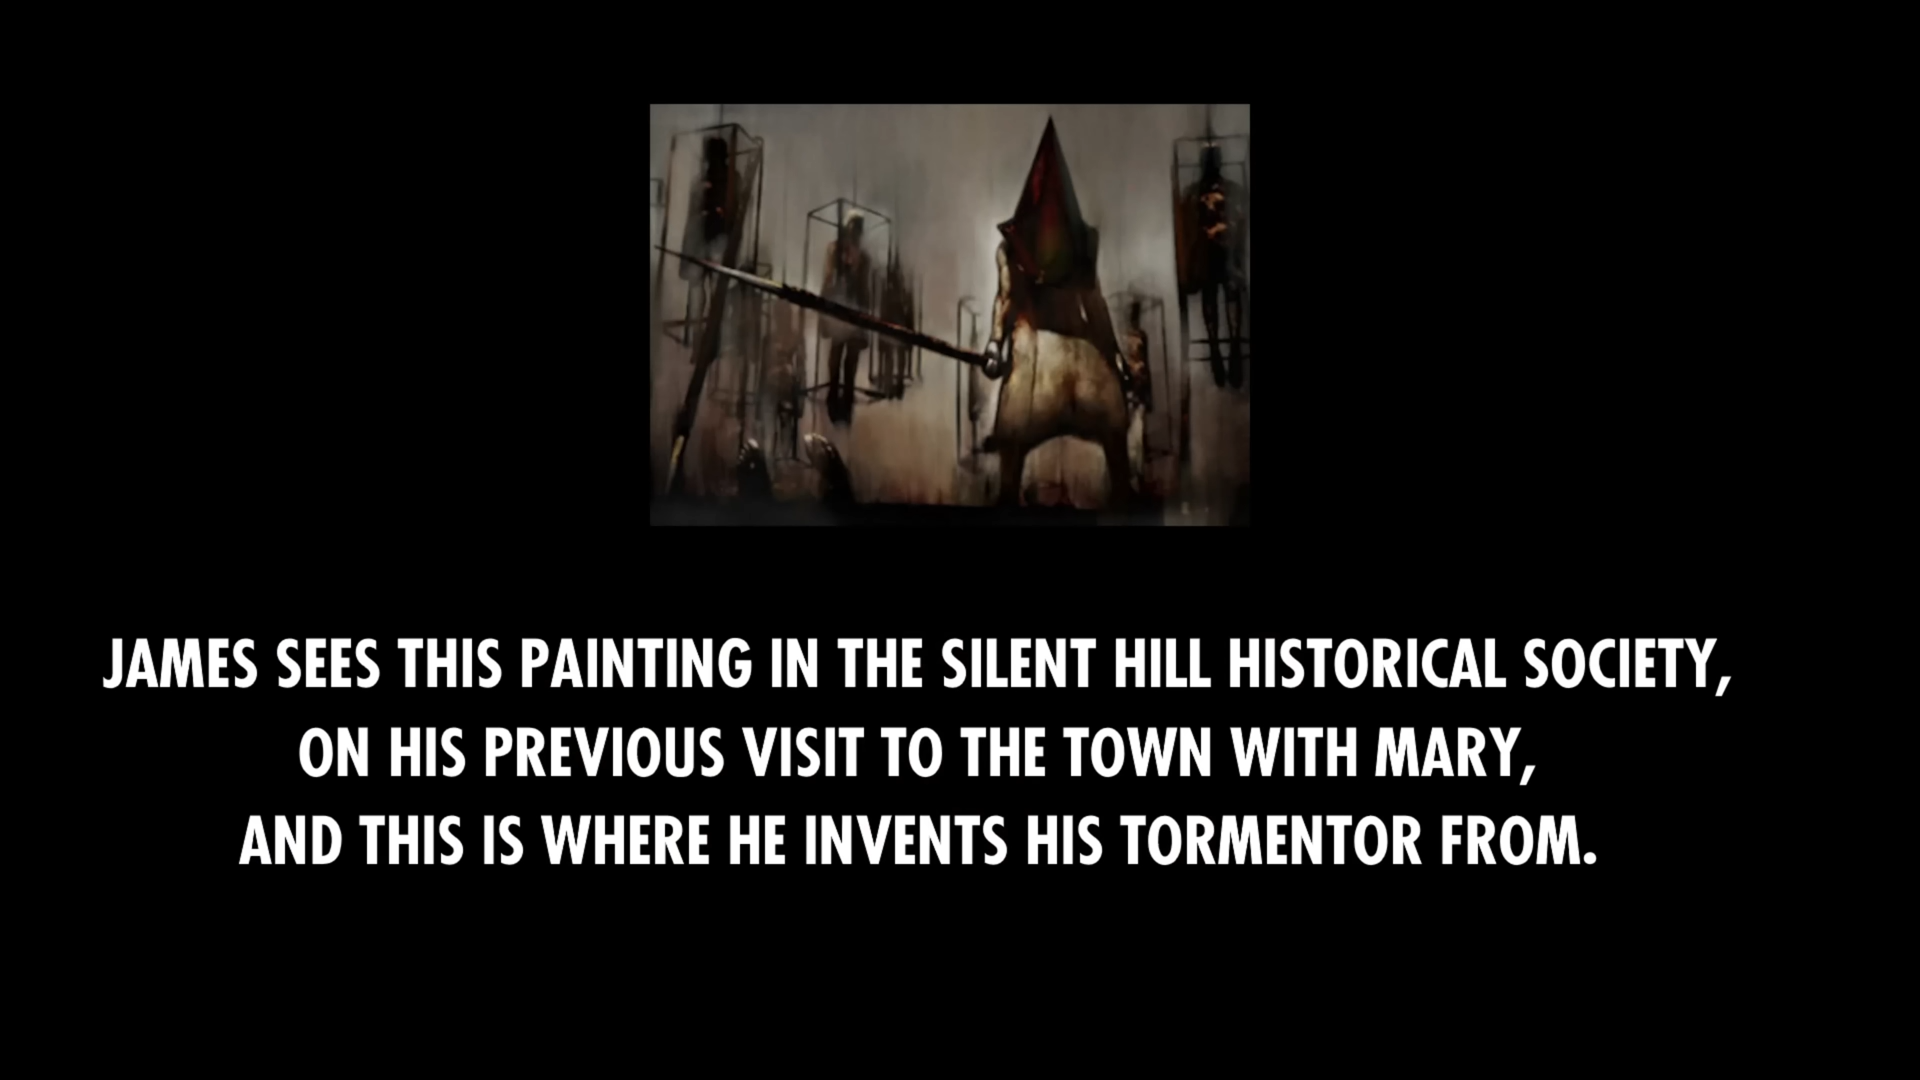 JAMES SEES THIS PAINTING IN THE SILENT HILL HISTORICAL SOCIETY,
ON HIS PREVIOUS VISIT TO THE TOWN WITH MARY,
AND THIS IS WHERE HE INVENTS HIS TORMENTOR FROM.